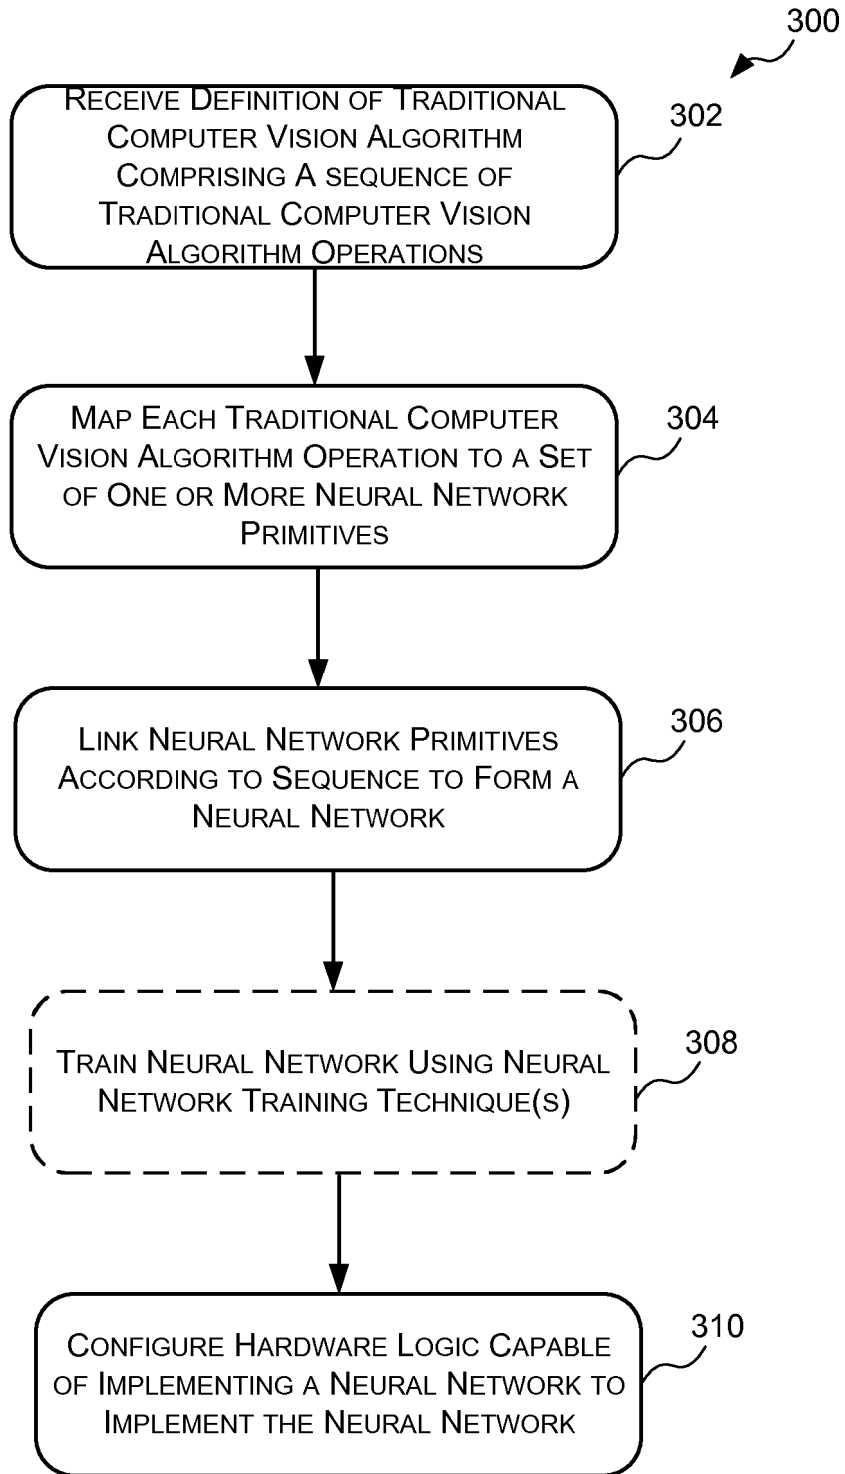 300
RECEIVE DEFINITION OF TRADITIONAL
COMPUTER VISION ALGORITHM
COMPRISING A SEQUENCE OF
TRADITIONAL COMPUTER VISION
ALGORITHM OPERATIONS
302
MAP EACH TRADITIONAL COMPUTER
VISION ALGORITHM OPERATION TO A SET
OF ONE OR MORE NEURAL NETWORK
PRIMITIVES
304
LINK NEURAL NETWORK PRIMITIVES
ACCORDING TO SEQUENCE TO FORM A
NEURAL NETWORK
306
TRAIN NEURAL NETWORK USING NEURAL
NETWORK TRAINING TECHNIQUE(S)
308
CONFIGURE HARDWARE LOGIC CAPABLE
OF IMPLEMENTING A NEURAL NETWORK TO
IMPLEMENT THE NEURAL NETWORK
310